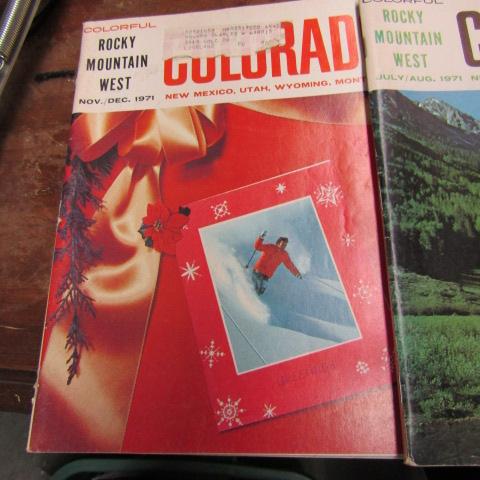 COLORFUL
ROCKY
MOUNTAIN
WEST
NOV./DEC. 1971
COLORAD
NEW MEXICO, UTAH, WYOMING, MONT
COLORFUL
ROCKY
MOUNTAIN
WEST
JULY/AUG. 1971
C
N